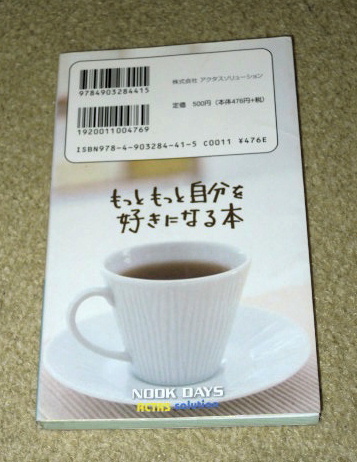 9784903284415
株式会社 アクタスソリューション
定価 500円(本体476円+税)
1920011004769
ISBN978-4-903284-41-5 C0011 ¥476E
もっともっと自分を
好きになる本
NOOK DAYS
ACTAS solution